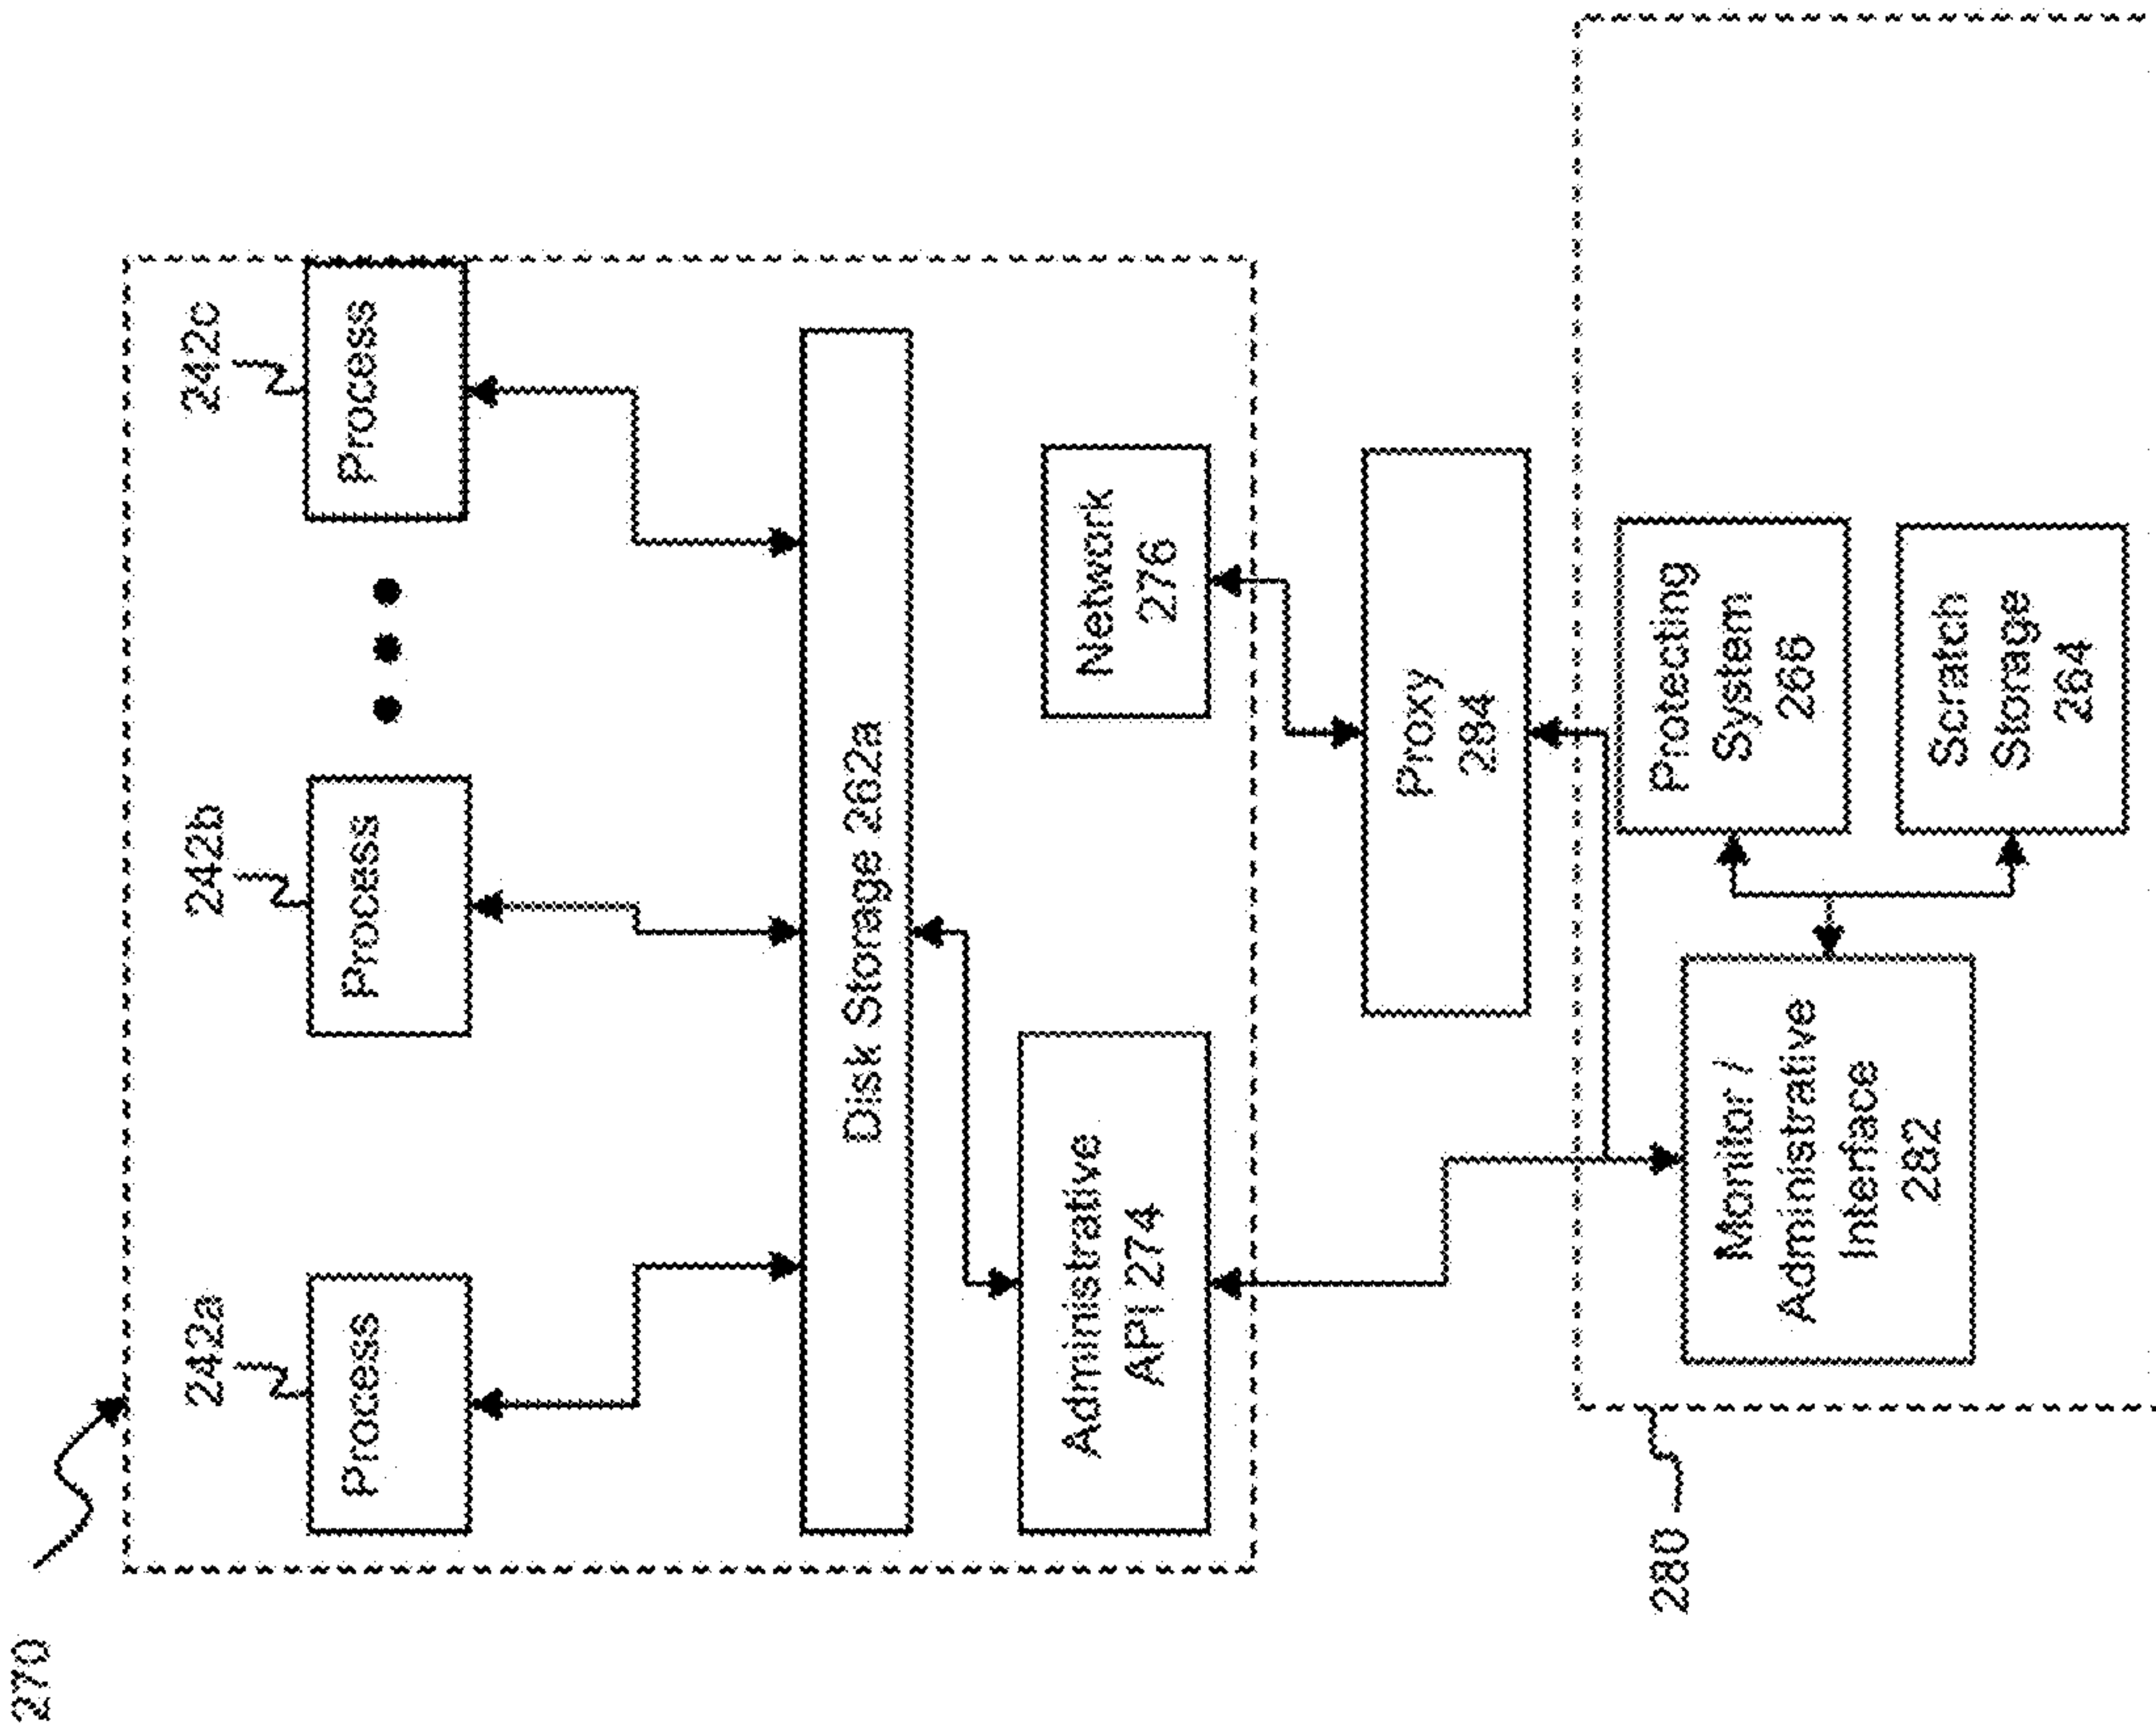 270
242a
242b
242c
Process
Process
Process
Disk Storage 262a
Administrative
API 274
Network
276
Proxy
284
280
Monitor /
Administrative
Interface
282
Protecting
System
266
Scratch
Storage
264